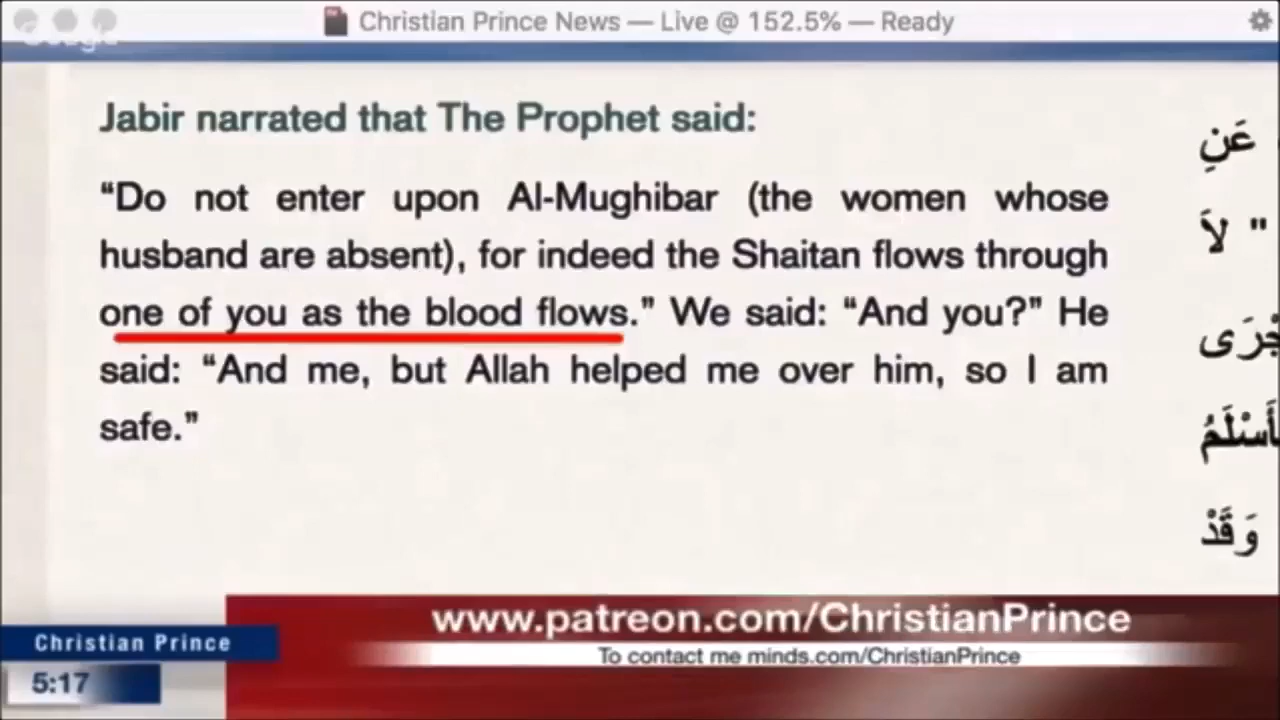 Christian Prince News — Live @ 152.5% — Ready
Google
Jabir narrated that The Prophet said:
“Do not enter upon Al-Mughibar (the women whose
husband are absent), for indeed the Shaitan flows through
one of you as the blood flows.” We said: “And you?” He
said: “And me, but Allah helped me over him, so I am
safe.”
عَنِ
" لاَ
وَقَدْ
www.patreon.com/ChristianPrince
Christian Prince
To contact me minds.com/ChristianPrince
5:17